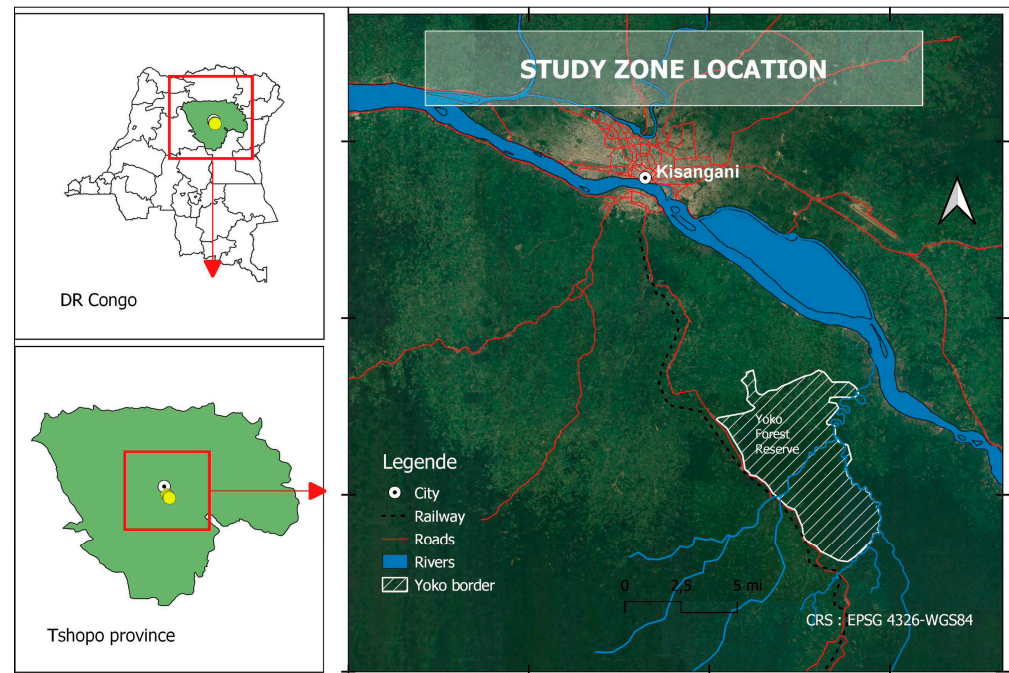 DR Congo
Tshopo province
STUDY ZONE LOCATION
Kisangani
Yoko
Forest
Reserve
Legende
City
Railway
Roads
Rivers
Yoko border
0 2,5 5 mi
CRS : EPSG 4326-WGS84